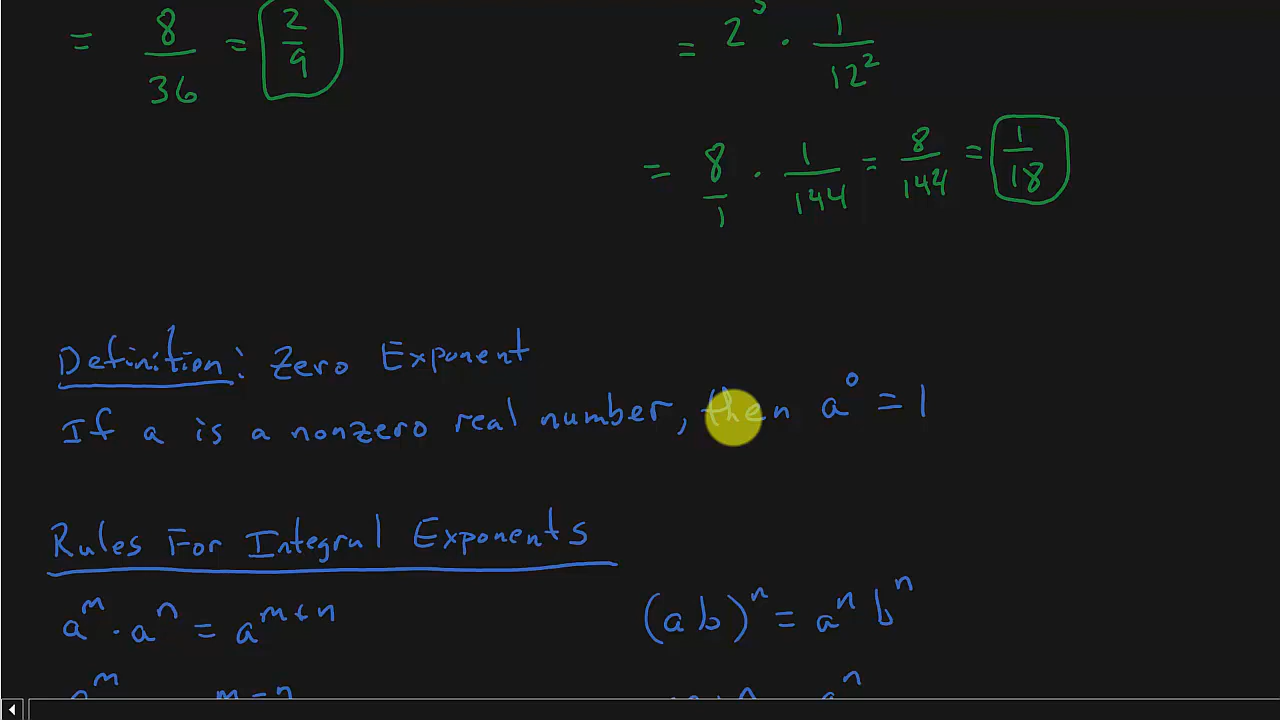 = 8/36 = 2/9
= 2³ · 1/12²
= 8/1 · 1/144 = 8/144 = 1/18
Definition: Zero Exponent
If a is a nonzero real number, then a⁰ = 1
Rules For Integral Exponents
aᵐ · aⁿ = aᵐ⁺ⁿ
(ab)ⁿ = aⁿbⁿ